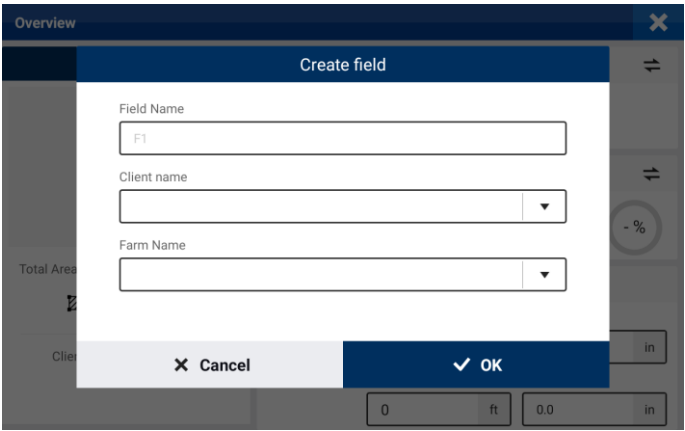 Overview
Create field
Field Name
F1
Client name
Farm Name
- %
Total Area
in
Cancel
OK
0 ft 0.0 in